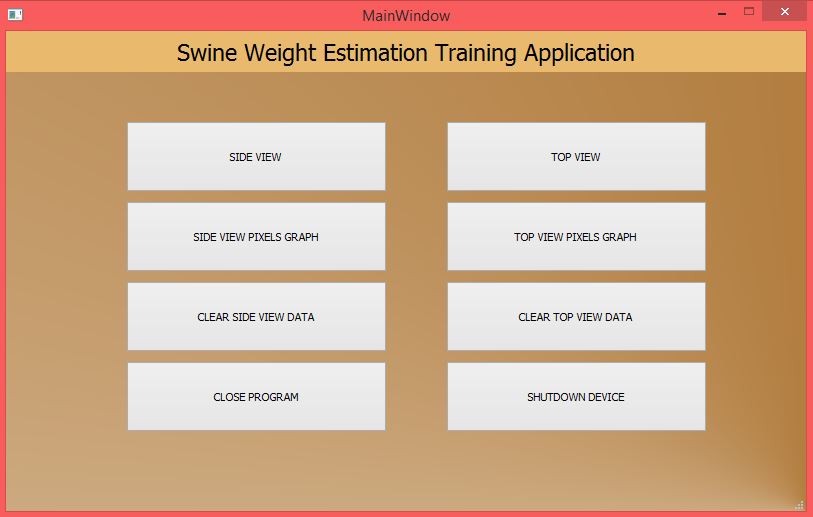 MainWindow
Swine Weight Estimation Training Application
SIDE VIEW
TOP VIEW
SIDE VIEW PIXELS GRAPH
TOP VIEW PIXELS GRAPH
CLEAR SIDE VIEW DATA
CLEAR TOP VIEW DATA
CLOSE PROGRAM
SHUTDOWN DEVICE